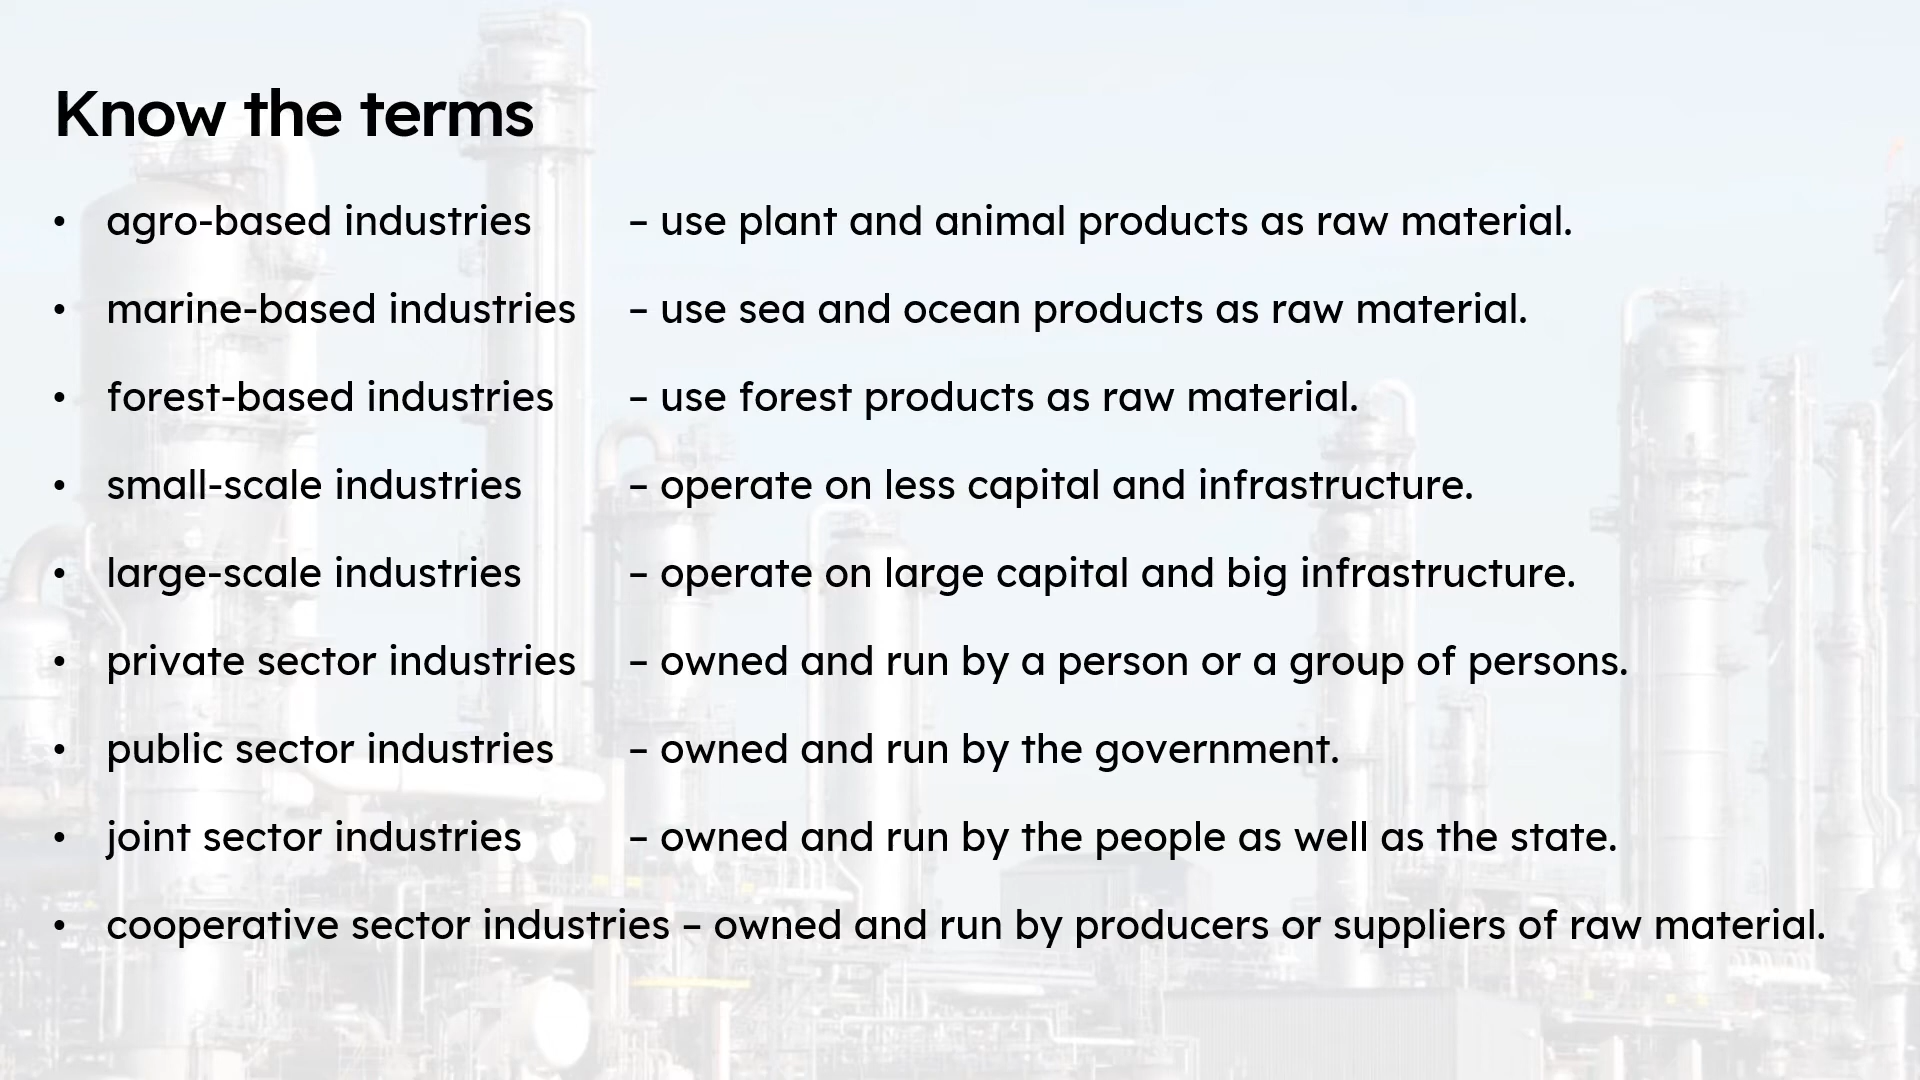 Know the terms
• agro-based industries – use plant and animal products as raw material.
• marine-based industries – use sea and ocean products as raw material.
• forest-based industries – use forest products as raw material.
• small-scale industries – operate on less capital and infrastructure.
• large-scale industries – operate on large capital and big infrastructure.
• private sector industries – owned and run by a person or a group of persons.
• public sector industries – owned and run by the government.
• joint sector industries – owned and run by the people as well as the state.
• cooperative sector industries – owned and run by producers or suppliers of raw material.